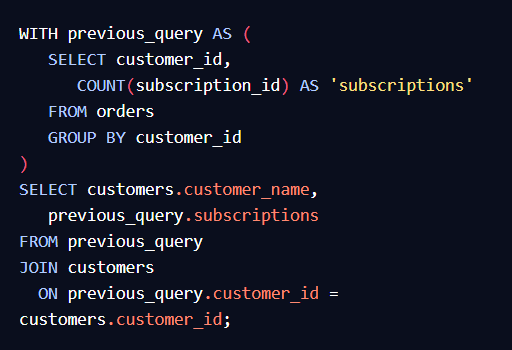 WITH previous_query AS (
   SELECT customer_id,
      COUNT(subscription_id) AS 'subscriptions'
   FROM orders
   GROUP BY customer_id
)
SELECT customers.customer_name,
   previous_query.subscriptions
FROM previous_query
JOIN customers
  ON previous_query.customer_id =
customers.customer_id;